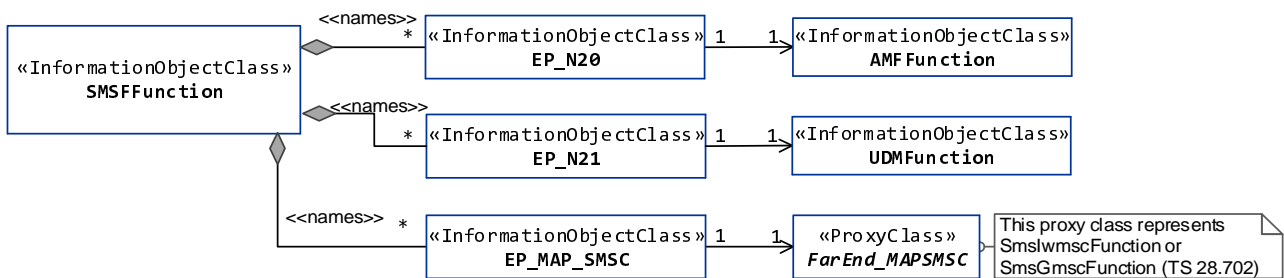 <<names>>
«InformationObjectClass»
SMSFFunction
*
«InformationObjectClass»
EP_N20
1
1
«InformationObjectClass»
AMFFunction
<<names>>
*
«InformationObjectClass»
EP_N21
1
1
«InformationObjectClass»
UDMFunction
<<names>>
*
«InformationObjectClass»
EP_MAP_SMSC
1
1
«ProxyClass»
FarEnd_MAPSMSC
This proxy class represents
SmsIwmscFunction or
SmsGmscFunction (TS 28.702)